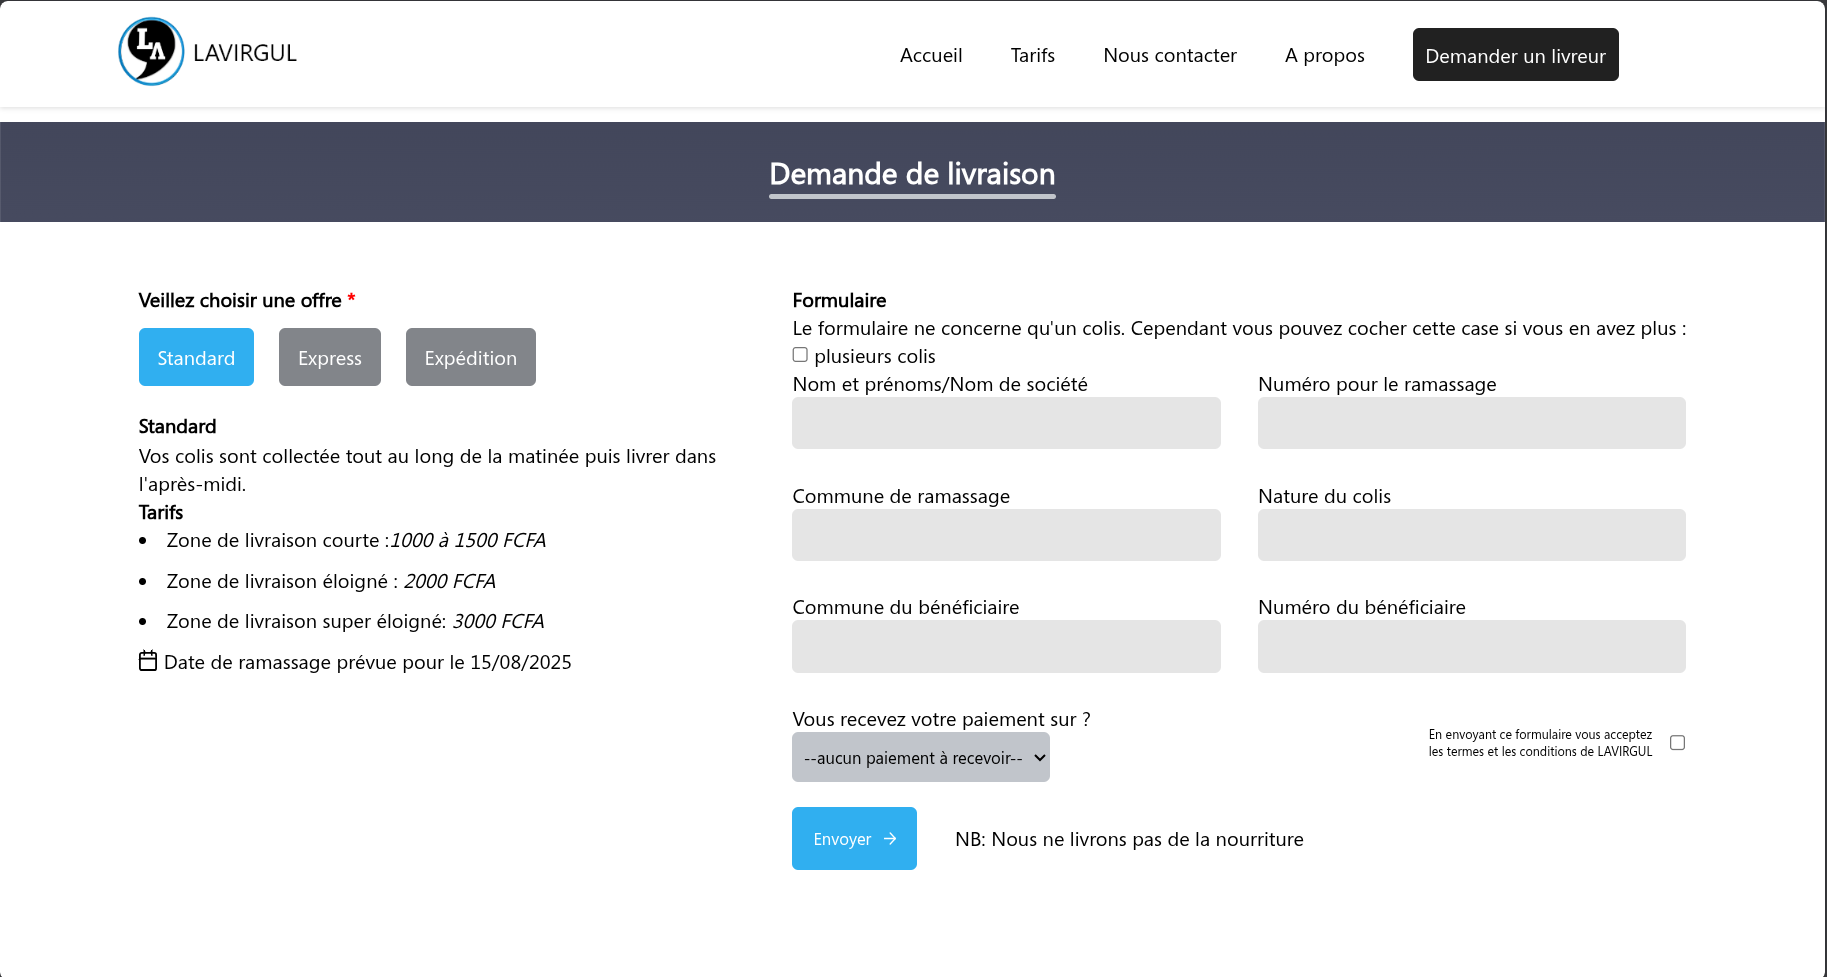 LA
LAVIRGUL
Accueil
Tarifs
Nous contacter
A propos
Demander un livreur
Demande de livraison
Veillez choisir une offre *
Standard
Express
Expédition
Standard
Vos colis sont collectée tout au long de la matinée puis livrer dans
l'après-midi.
Tarifs
• Zone de livraison courte :1000 à 1500 FCFA
• Zone de livraison éloigné : 2000 FCFA
• Zone de livraison super éloigné: 3000 FCFA
Date de ramassage prévue pour le 15/08/2025
Formulaire
Le formulaire ne concerne qu'un colis. Cependant vous pouvez cocher cette case si vous en avez plus :
plusieurs colis
Nom et prénoms/Nom de société
Numéro pour le ramassage
Commune de ramassage
Nature du colis
Commune du bénéficiaire
Numéro du bénéficiaire
Vous recevez votre paiement sur ?
--aucun paiement à recevoir--
En envoyant ce formulaire vous acceptez
les termes et les conditions de LAVIRGUL
Envoyer →
NB: Nous ne livrons pas de la nourriture